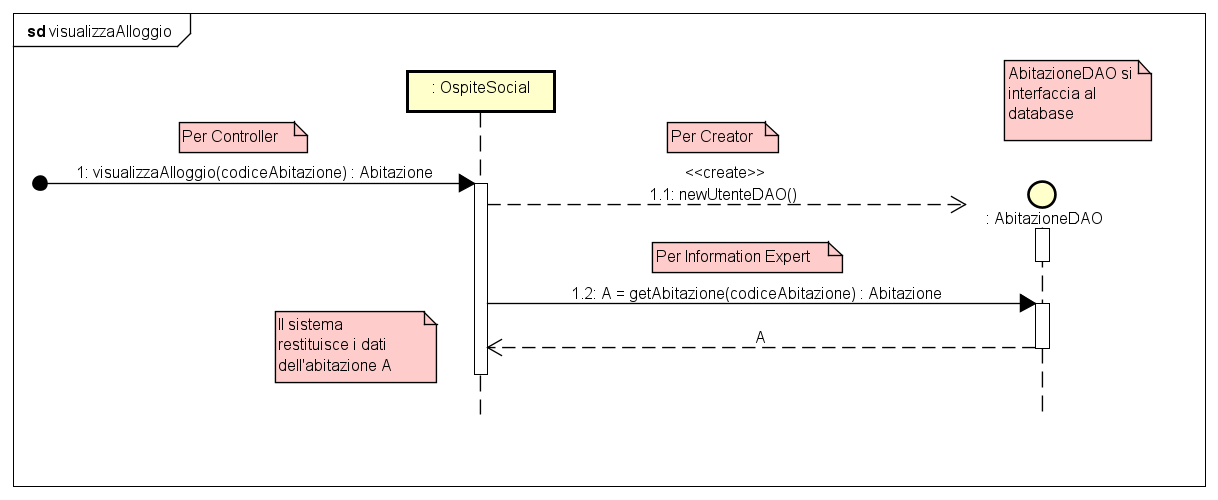 sd visualizzaAlloggio
: OspiteSocial
AbitazioneDAO si
interfaccia al
database
Per Controller
Per Creator
1: visualizzaAlloggio(codiceAbitazione) : Abitazione
<<create>>
1.1: newUtenteDAO()
: AbitazioneDAO
Per Information Expert
1.2: A = getAbitazione(codiceAbitazione) : Abitazione
Il sistema
restituisce i dati
dell'abitazione A
A